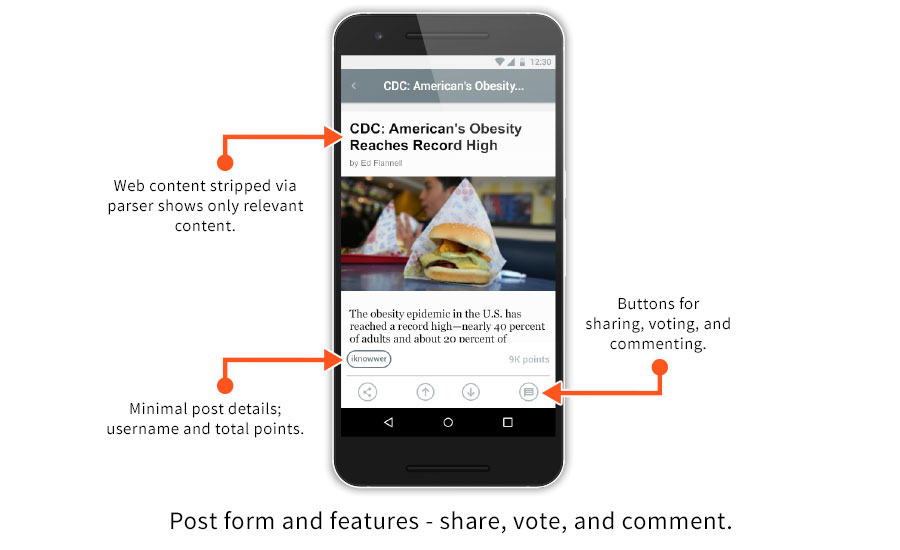 12:30
CDC: American's Obesity...
CDC: American's Obesity
Reaches Record High
by Ed Flannell
Web content stripped via
parser shows only relevant
content.
The obesity epidemic in the U.S. has
reached a record high—nearly 40 percent
of adults and about 20 percent of
Buttons for
sharing, voting, and
commenting.
iknowwer
9K points
Minimal post details;
username and total points.
Post form and features - share, vote, and comment.